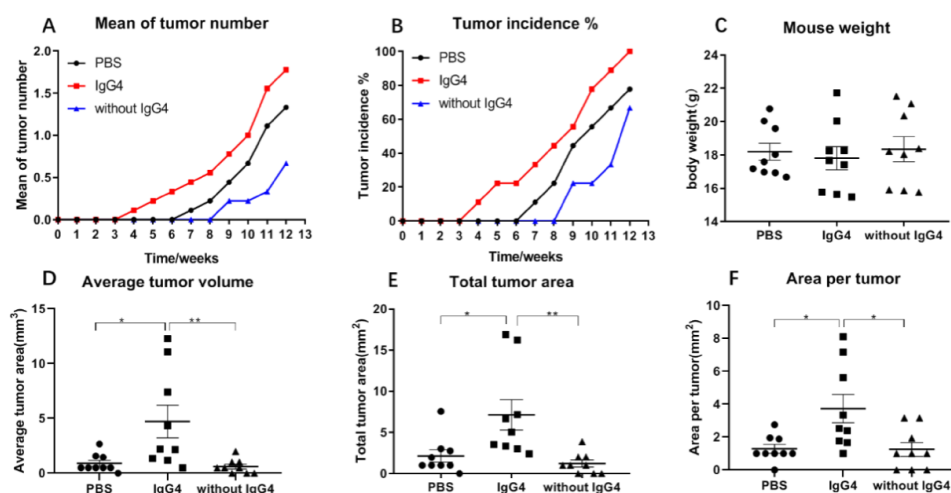 A Mean of tumor number
Mean of tumor number
2.0
1.5
1.0
0.5
0.0
PBS
IgG4
without IgG4
0 1 2 3 4 5 6 7 8 9 10 11 12 13
Time/weeks
B Tumor incidence %
Tumor incidence %
100
80
60
40
20
0
PBS
IgG4
without IgG4
0 1 2 3 4 5 6 7 8 9 10 11 12 13
Time/weeks
C Mouse weight
body weight(g)
22
20
18
16
14
PBS IgG4 without IgG4
D Average tumor volume
Average tumor area(mm³)
15
10
5
0
* **
PBS IgG4 without IgG4
E Total tumor area
Total tumor area(mm²)
20
15
10
5
0
* **
PBS IgG4 without IgG4
F Area per tumor
Area per tumor(mm²)
10
8
6
4
2
0
* *
PBS IgG4 without IgG4